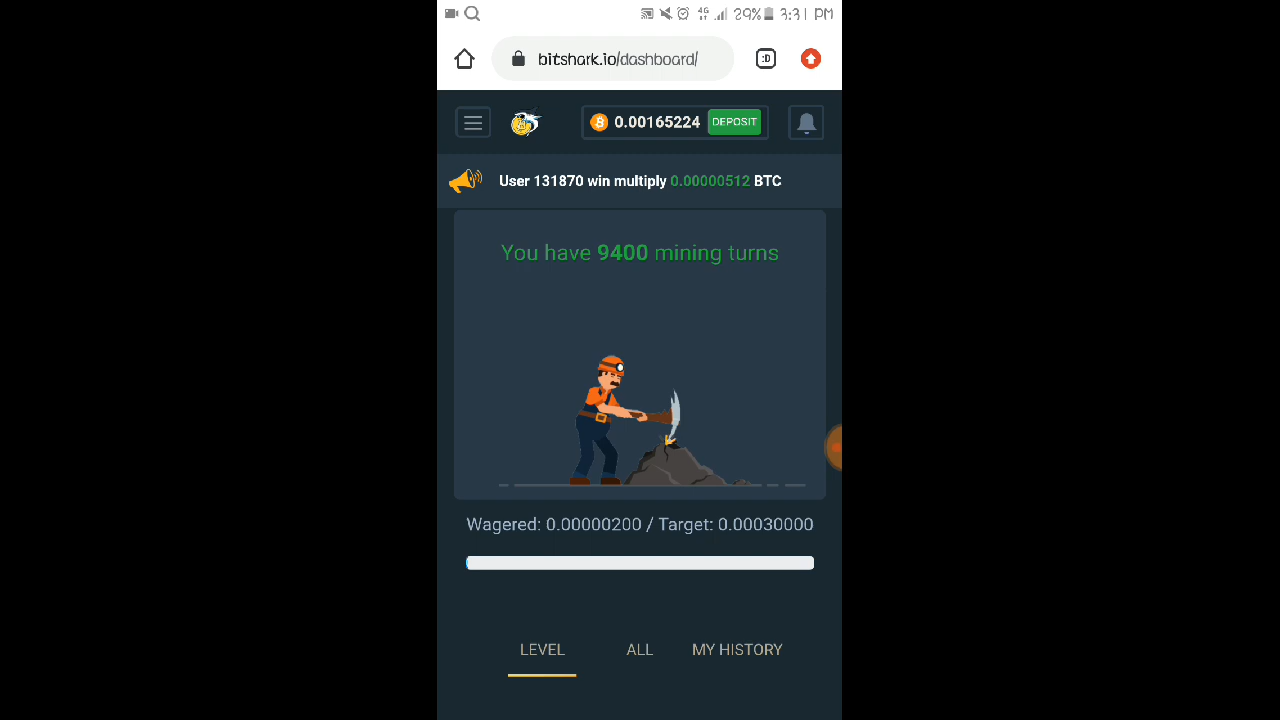 4G 29% 3:31 PM
bitshark.io/dashboard/ :D
0.00165224 DEPOSIT
User 131870 win multiply 0.00000512 BTC
You have 9400 mining turns
Wagered: 0.00000200 / Target: 0.00030000
LEVEL ALL MY HISTORY